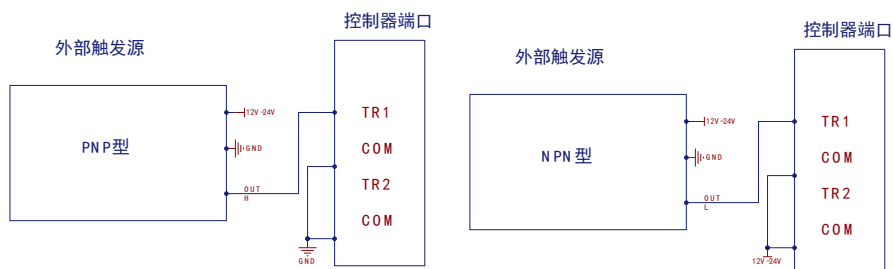 控制器端口
外部触发源
PNP型
12V-24V
GND
OUT
H
TR1
COM
TR2
COM
GND
控制器端口
外部触发源
NPN型
12V-24V
GND
OUT
L
TR1
COM
TR2
COM
12V-24V